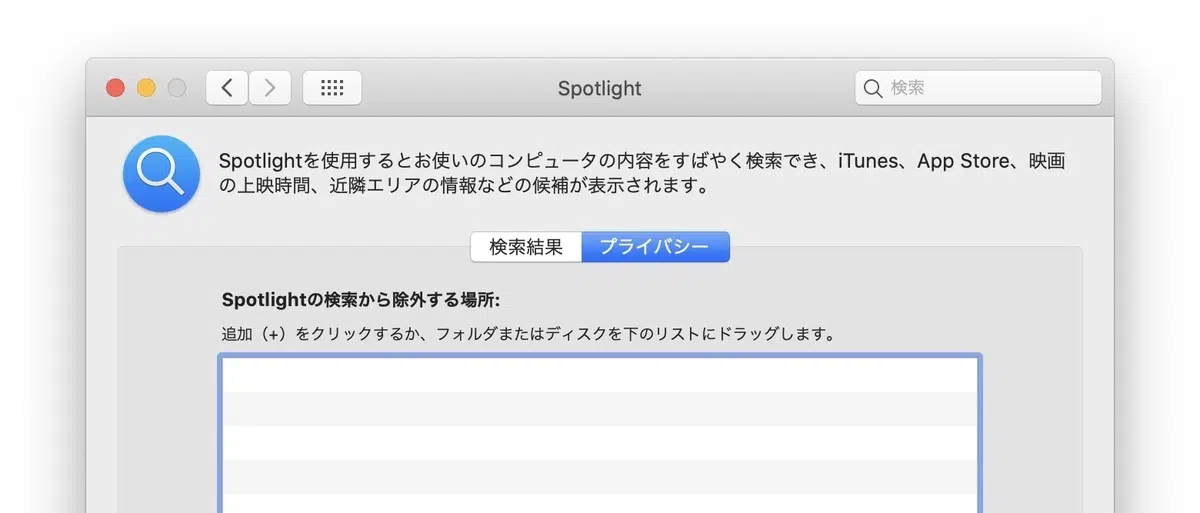 Spotlight
検索
Spotlightを使用するとお使いのコンピュータの内容をすばやく検索でき、iTunes、App Store、映画
の上映時間、近隣エリアの情報などの候補が表示されます。
検索結果
プライバシー
Spotlightの検索から除外する場所:
追加（+）をクリックするか、フォルダまたはディスクを下のリストにドラッグします。